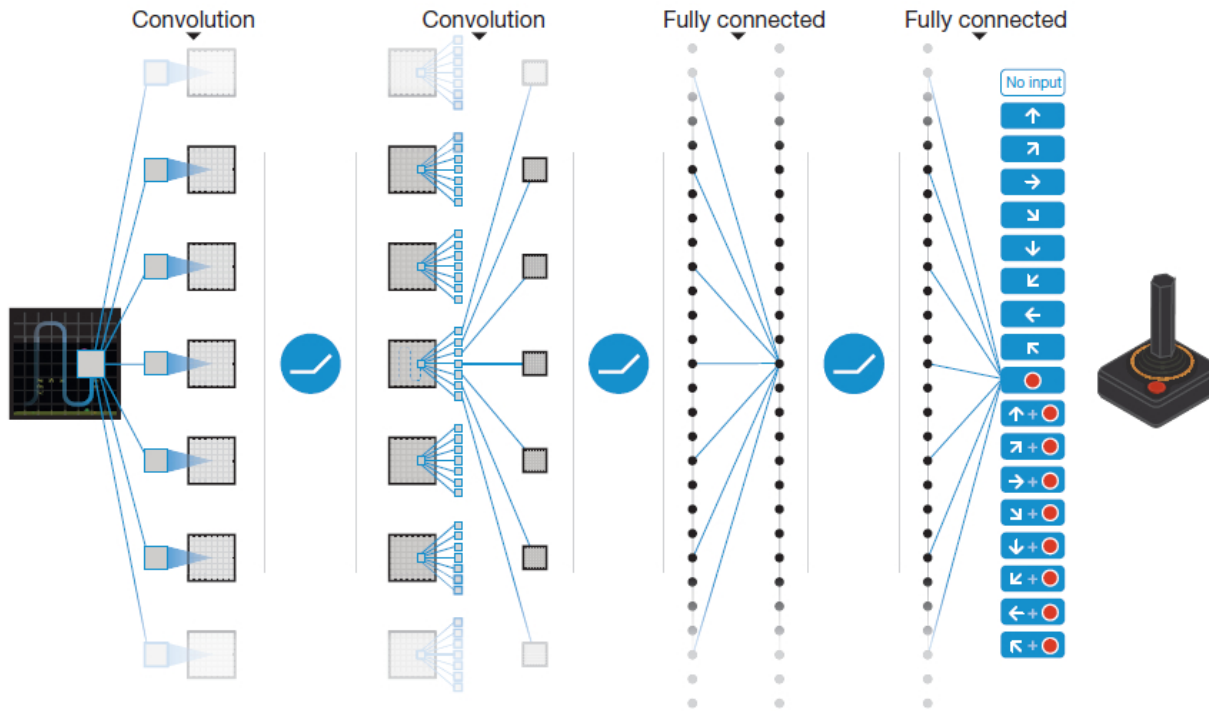 Convolution
Convolution
Fully connected
Fully connected
No input
+
+
+
+
+
+
+
+